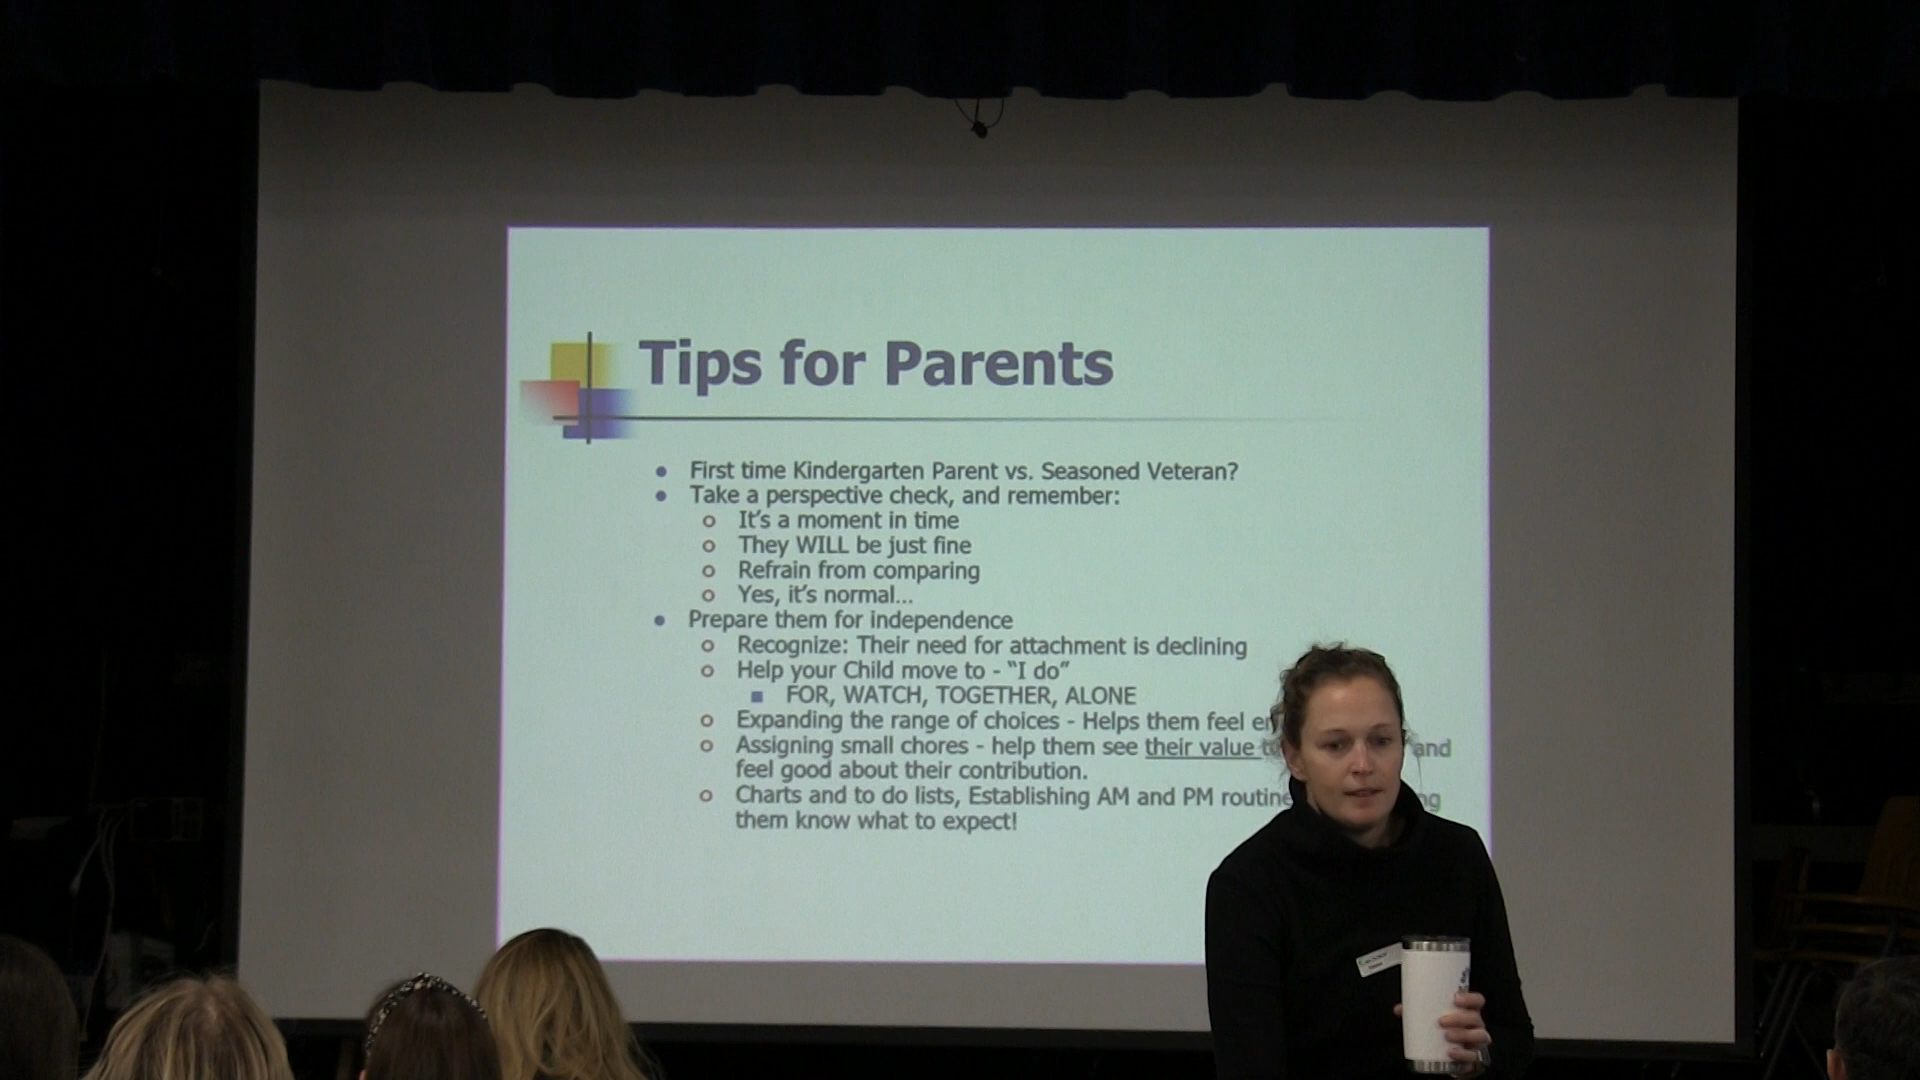 Tips for Parents
First time Kindergarten Parent vs. Seasoned Veteran?
Take a perspective check, and remember:
It's a moment in time
They WILL be just fine
Refrain from comparing
Yes, it's normal...
Prepare them for independence
Recognize: Their need for attachment is declining
Help your Child move to - "I do"
FOR, WATCH, TOGETHER, ALONE
Expanding the range of choices - Helps them feel
Assigning small chores - help them see their value and
feel good about their contribution.
Charts and to do lists, Establishing AM and PM
them know what to expect!